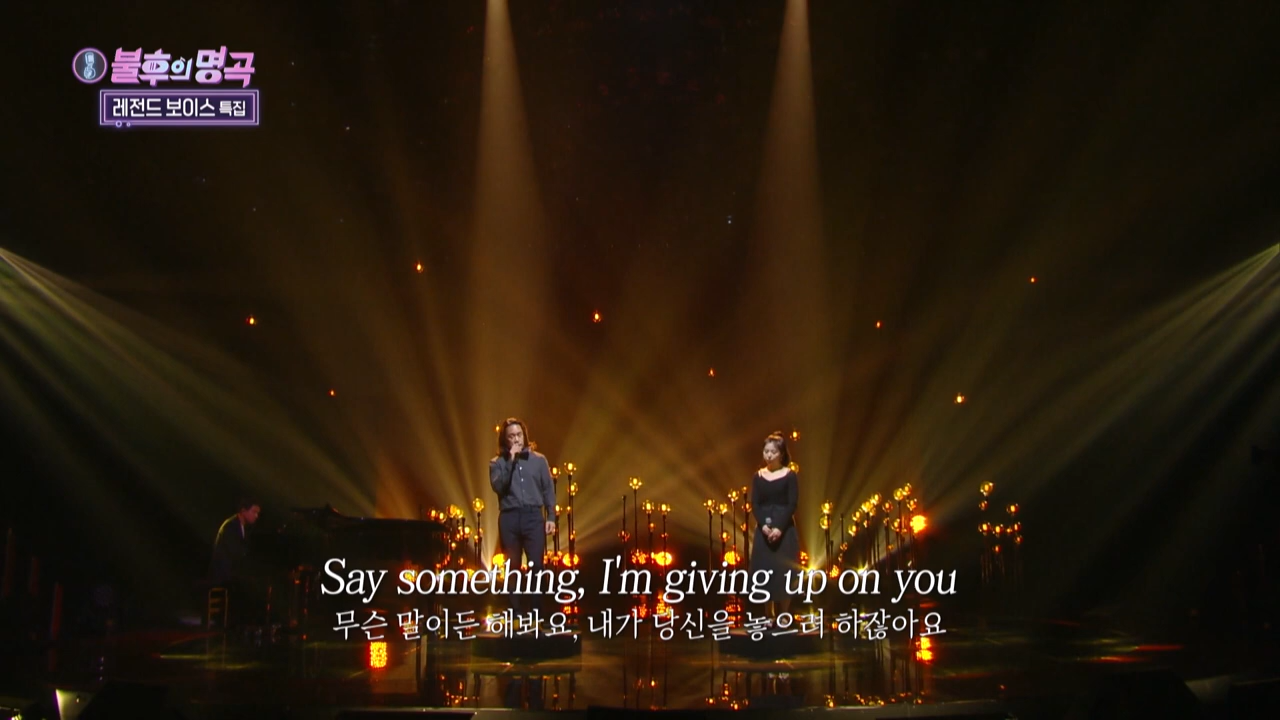 불후의 명곡
레전드 보이스 특집
Say something, I'm giving up on you
무슨 말이든 해봐요, 내가 당신을 놓으려 하잖아요